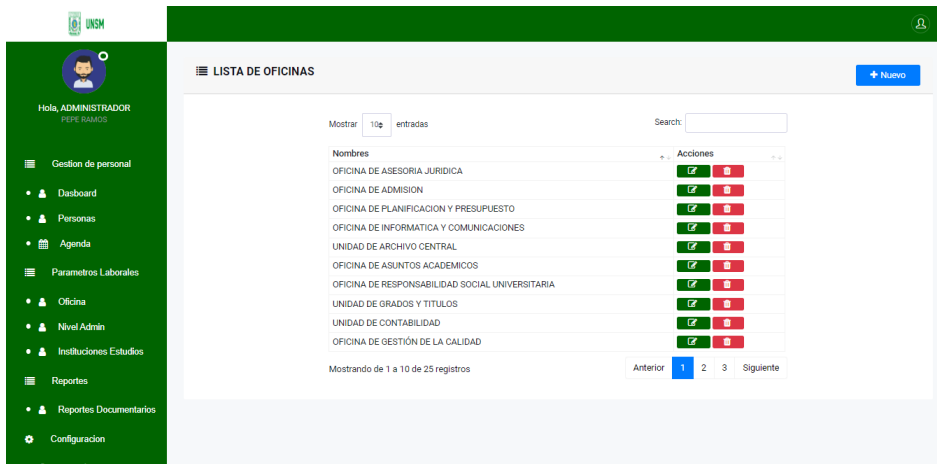 UNSM
Hola, ADMINISTRADOR
PEPE RAMOS
Gestion de personal
Dasboard
Personas
Agenda
Parametros Laborales
Oficina
Nivel Admin
Instituciones Estudios
Reportes
Reportes Documentarios
Configuracion
LISTA DE OFICINAS
+ Nuevo
Mostrar 10 entradas
Search:
Nombres Acciones
OFICINA DE ASESORIA JURIDICA
OFICINA DE ADMISION
OFICINA DE PLANIFICACION Y PRESUPUESTO
OFICINA DE INFORMATICA Y COMUNICACIONES
UNIDAD DE ARCHIVO CENTRAL
OFICINA DE ASUNTOS ACADEMICOS
OFICINA DE RESPONSABILIDAD SOCIAL UNIVERSITARIA
UNIDAD DE GRADOS Y TITULOS
UNIDAD DE CONTABILIDAD
OFICINA DE GESTIÓN DE LA CALIDAD
Mostrando de 1 a 10 de 25 registros
Anterior 1 2 3 Siguiente